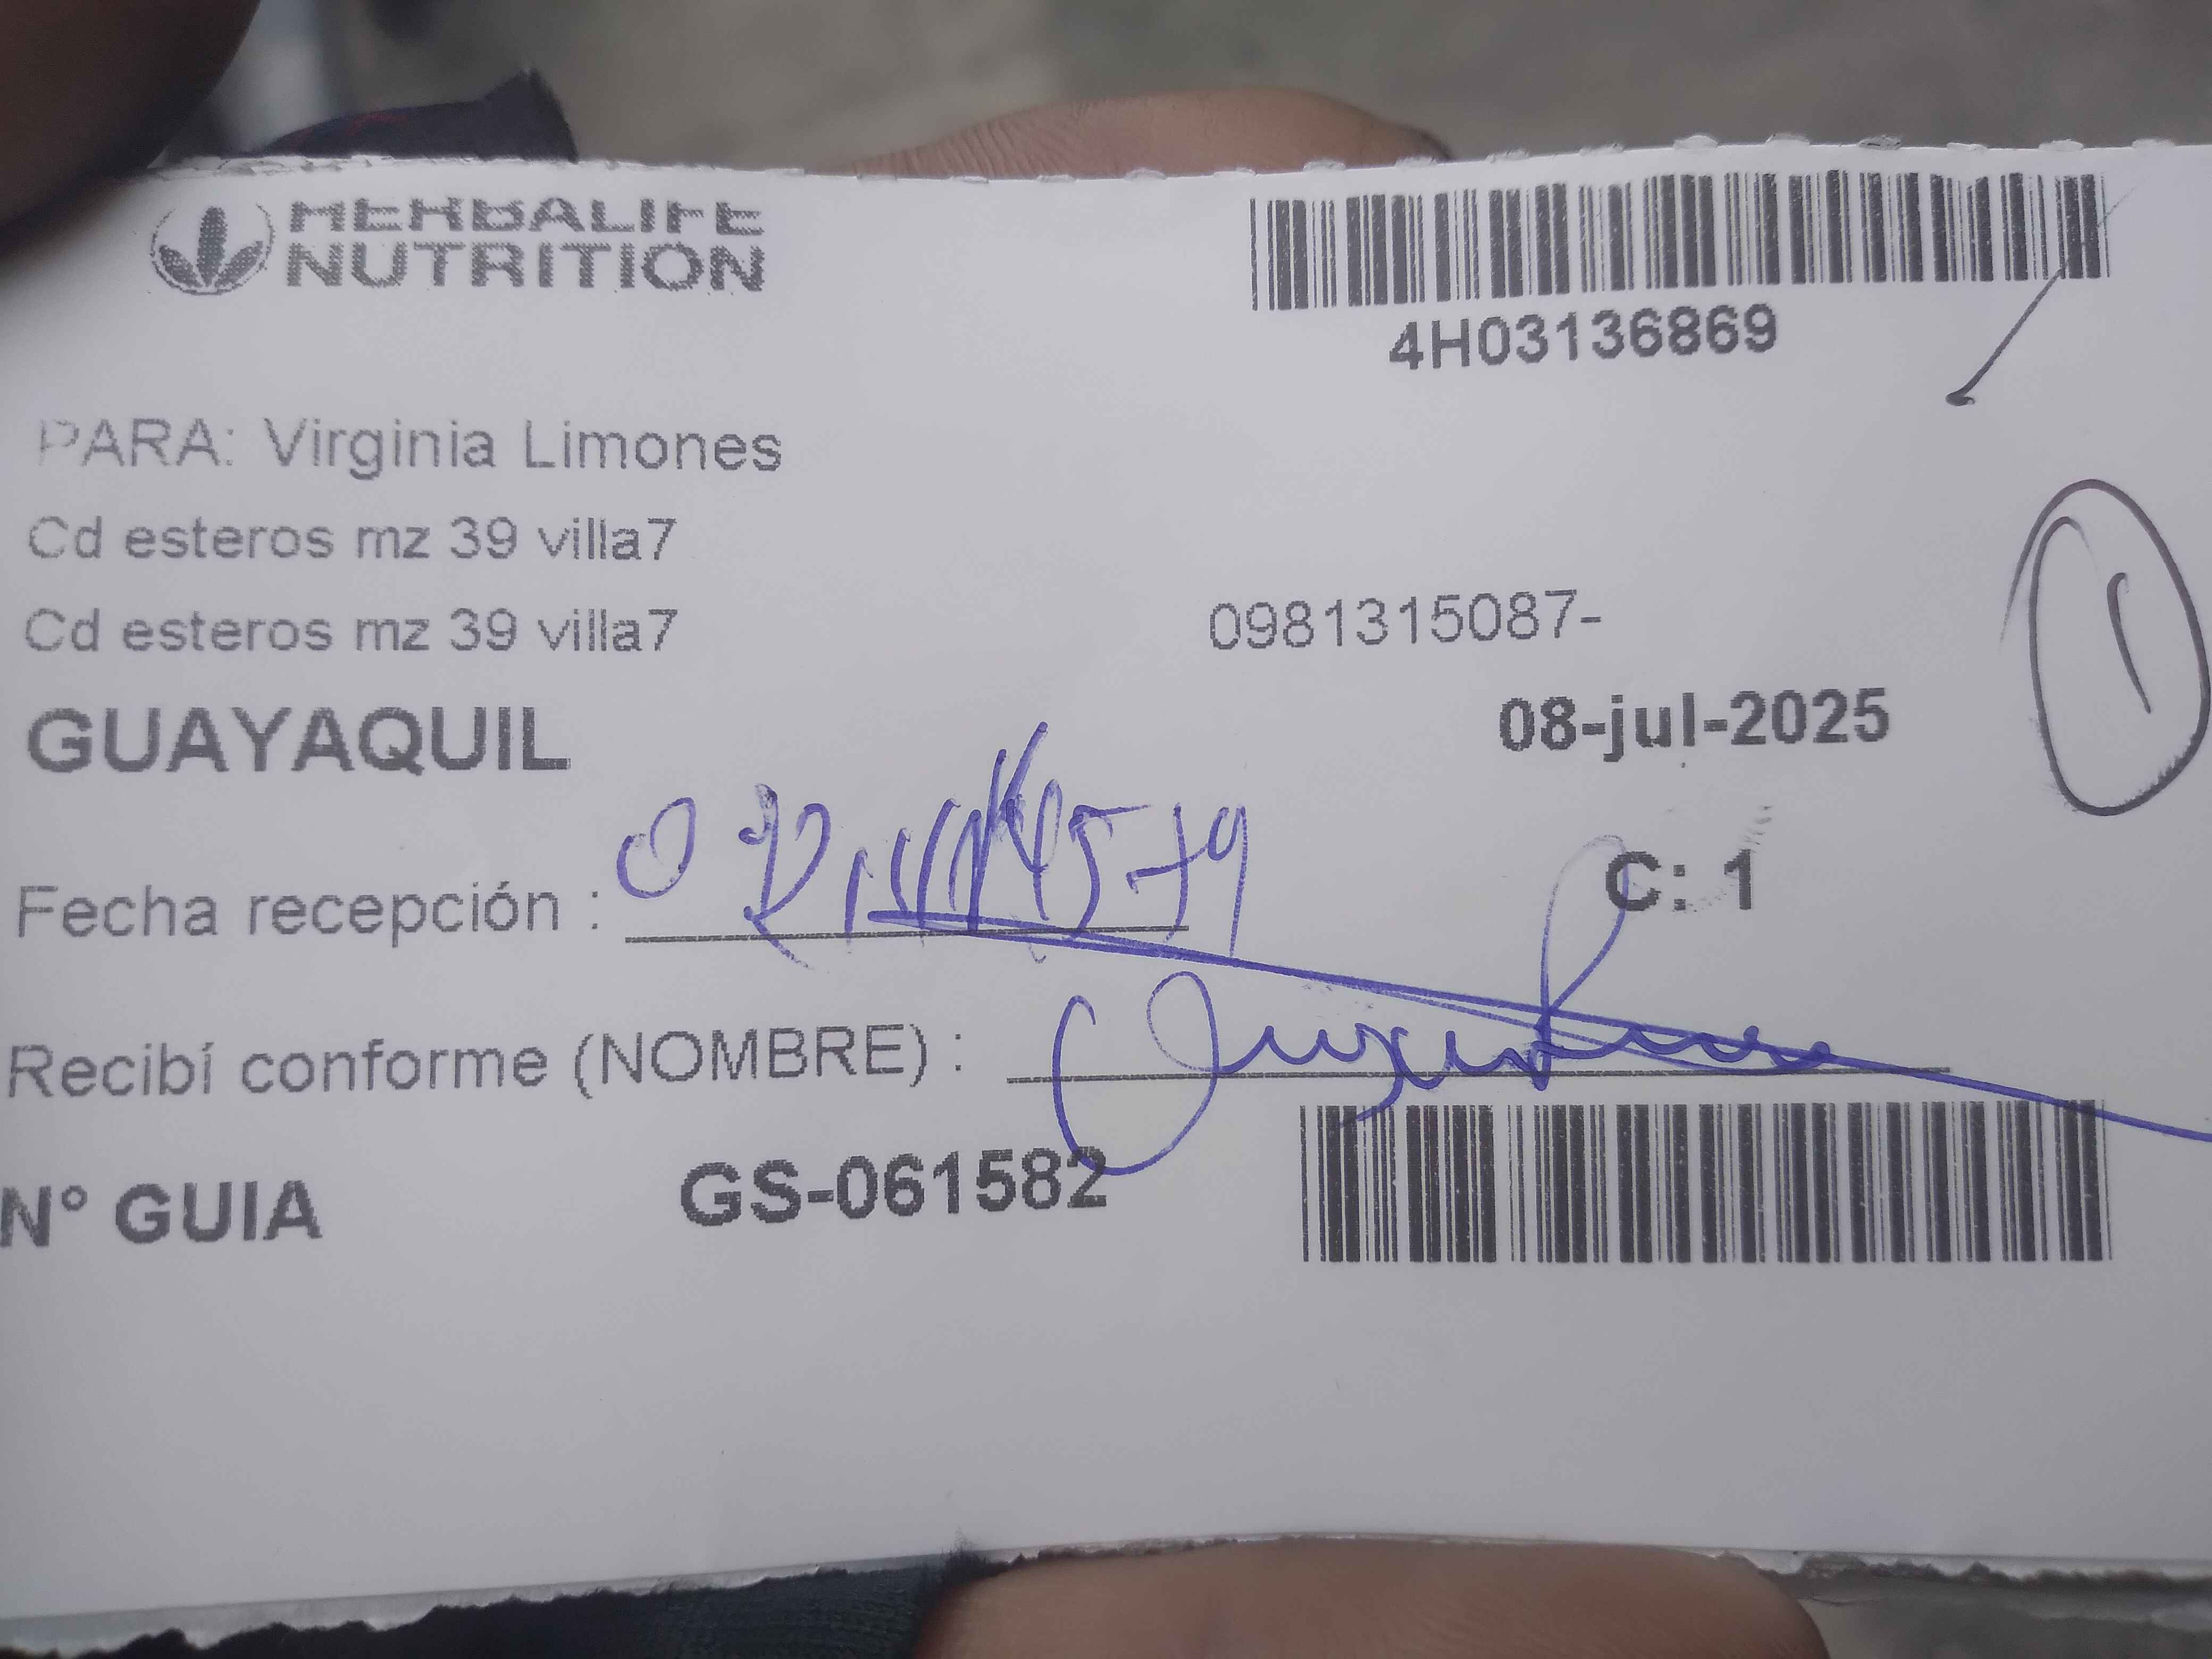 HERBALIFE
NUTRITION
4H03136869
PARA: Virginia Limones
Cd esteros mz 39 villa7
Cd esteros mz 39 villa7
0981315087-
GUAYAQUIL
08-jul-2025
1
Fecha recepción :
C: 1
Recibí conforme (NOMBRE) :
N° GUIA GS-061582